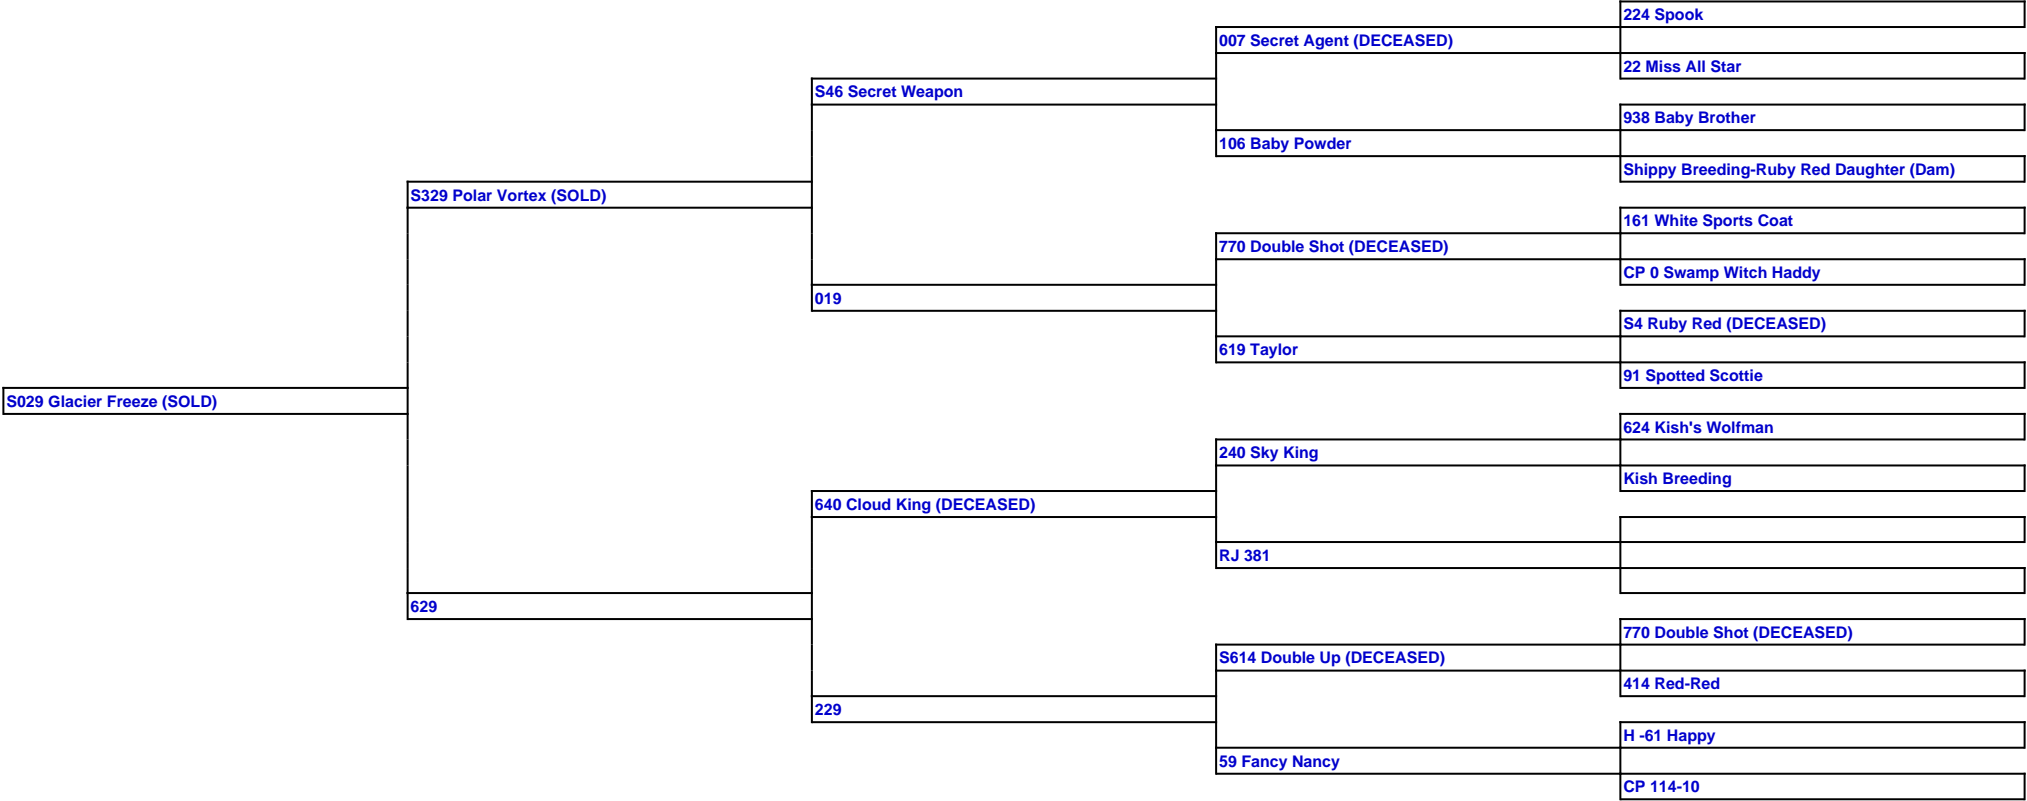 224 Spook
007 Secret Agent (DECEASED)
22 Miss All Star
S46 Secret Weapon
938 Baby Brother
106 Baby Powder
Shippy Breeding-Ruby Red Daughter (Dam)
S329 Polar Vortex (SOLD)
161 White Sports Coat
770 Double Shot (DECEASED)
CP 0 Swamp Witch Haddy
019
S4 Ruby Red (DECEASED)
619 Taylor
91 Spotted Scottie
S029 Glacier Freeze (SOLD)
624 Kish's Wolfman
240 Sky King
Kish Breeding
640 Cloud King (DECEASED)
RJ 381
629
770 Double Shot (DECEASED)
S614 Double Up (DECEASED)
414 Red-Red
229
H -61 Happy
59 Fancy Nancy
CP 114-10